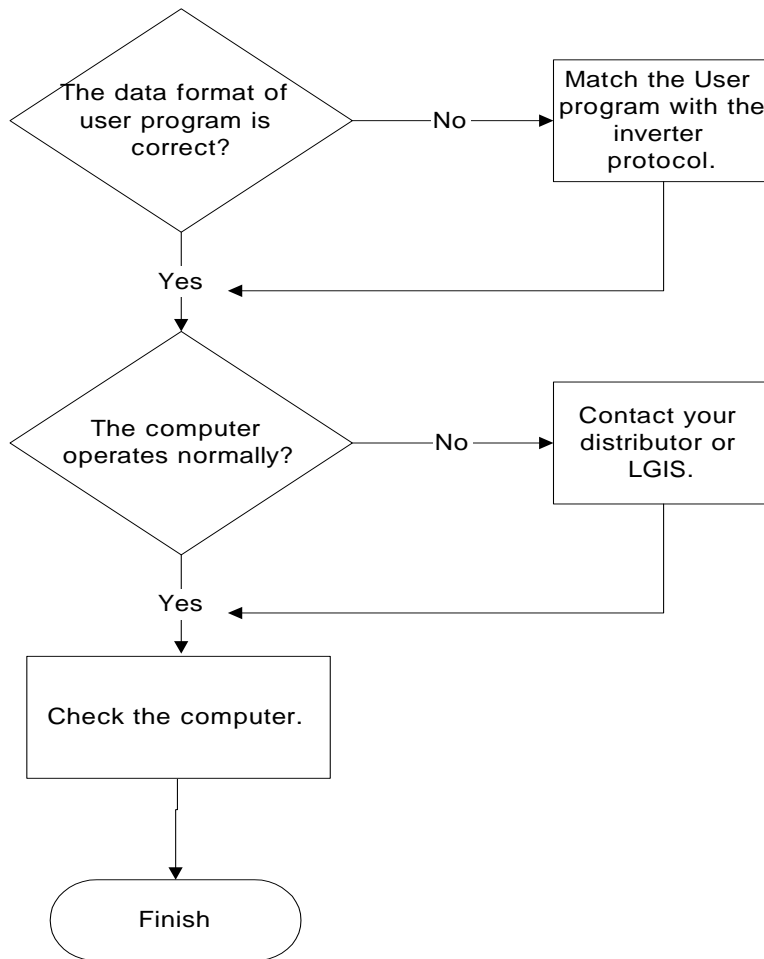 The data format of
user program is
correct?
No
Match the User
program with the
inverter
protocol.
Yes
The computer
operates normally?
No
Contact your
distributor or
LGIS.
Yes
Check the computer.
Finish